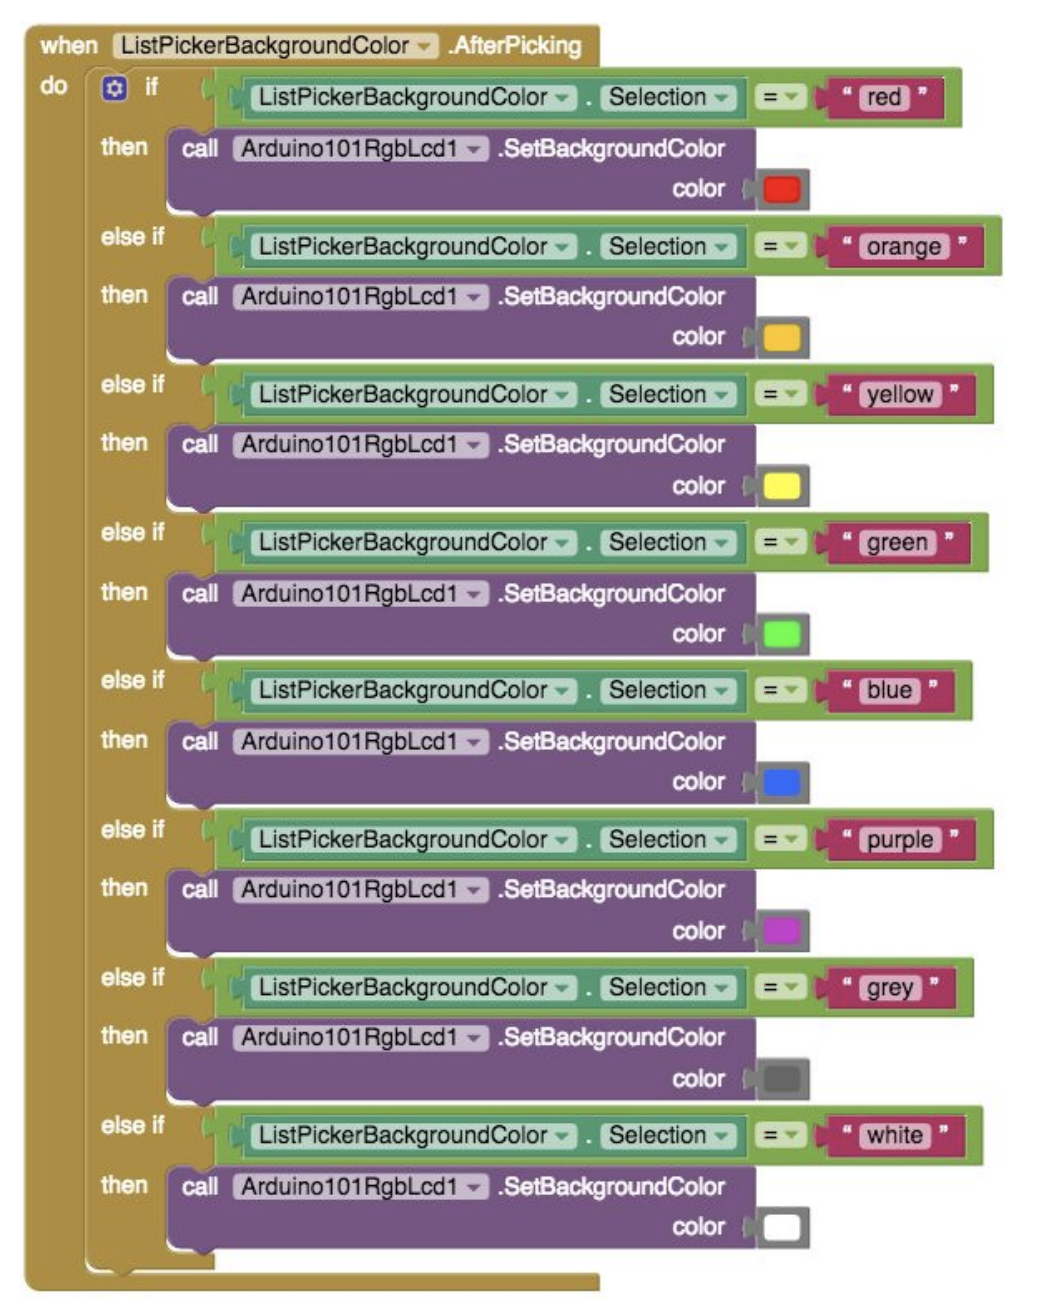 when ListPickerBackgroundColor .AfterPicking
do if ListPickerBackgroundColor . Selection = “ red ”
then call Arduino101RgbLcd1 .SetBackgroundColor
color
else if ListPickerBackgroundColor . Selection = “ orange ”
then call Arduino101RgbLcd1 .SetBackgroundColor
color
else if ListPickerBackgroundColor . Selection = “ yellow ”
then call Arduino101RgbLcd1 .SetBackgroundColor
color
else if ListPickerBackgroundColor . Selection = “ green ”
then call Arduino101RgbLcd1 .SetBackgroundColor
color
else if ListPickerBackgroundColor . Selection = “ blue ”
then call Arduino101RgbLcd1 .SetBackgroundColor
color
else if ListPickerBackgroundColor . Selection = “ purple ”
then call Arduino101RgbLcd1 .SetBackgroundColor
color
else if ListPickerBackgroundColor . Selection = “ grey ”
then call Arduino101RgbLcd1 .SetBackgroundColor
color
else if ListPickerBackgroundColor . Selection = “ white ”
then call Arduino101RgbLcd1 .SetBackgroundColor
color